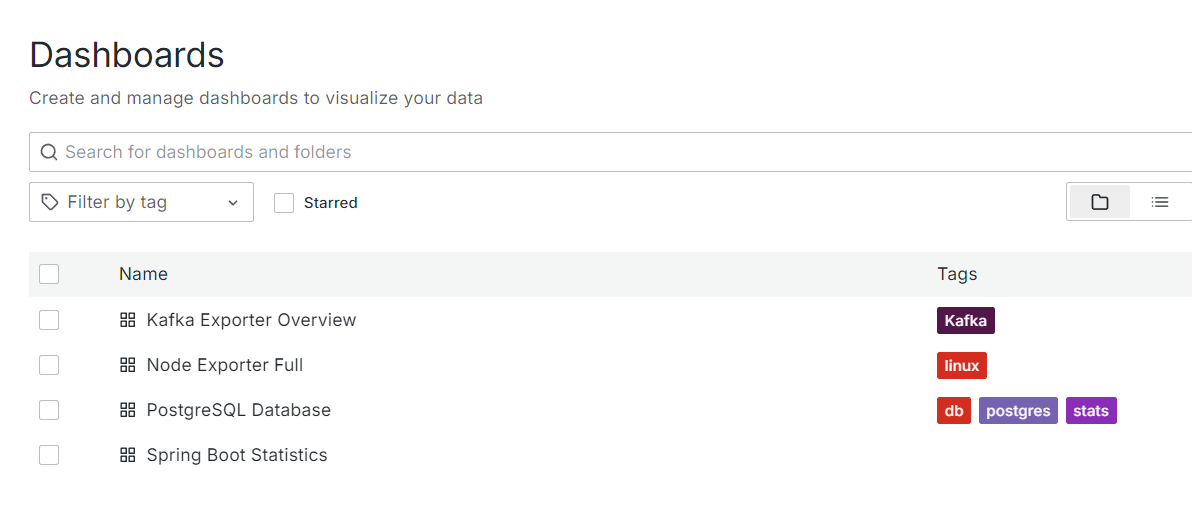 Dashboards
Create and manage dashboards to visualize your data
Search for dashboards and folders
Filter by tag Starred
Name Tags
Kafka Exporter Overview Kafka
Node Exporter Full linux
PostgreSQL Database db postgres stats
Spring Boot Statistics